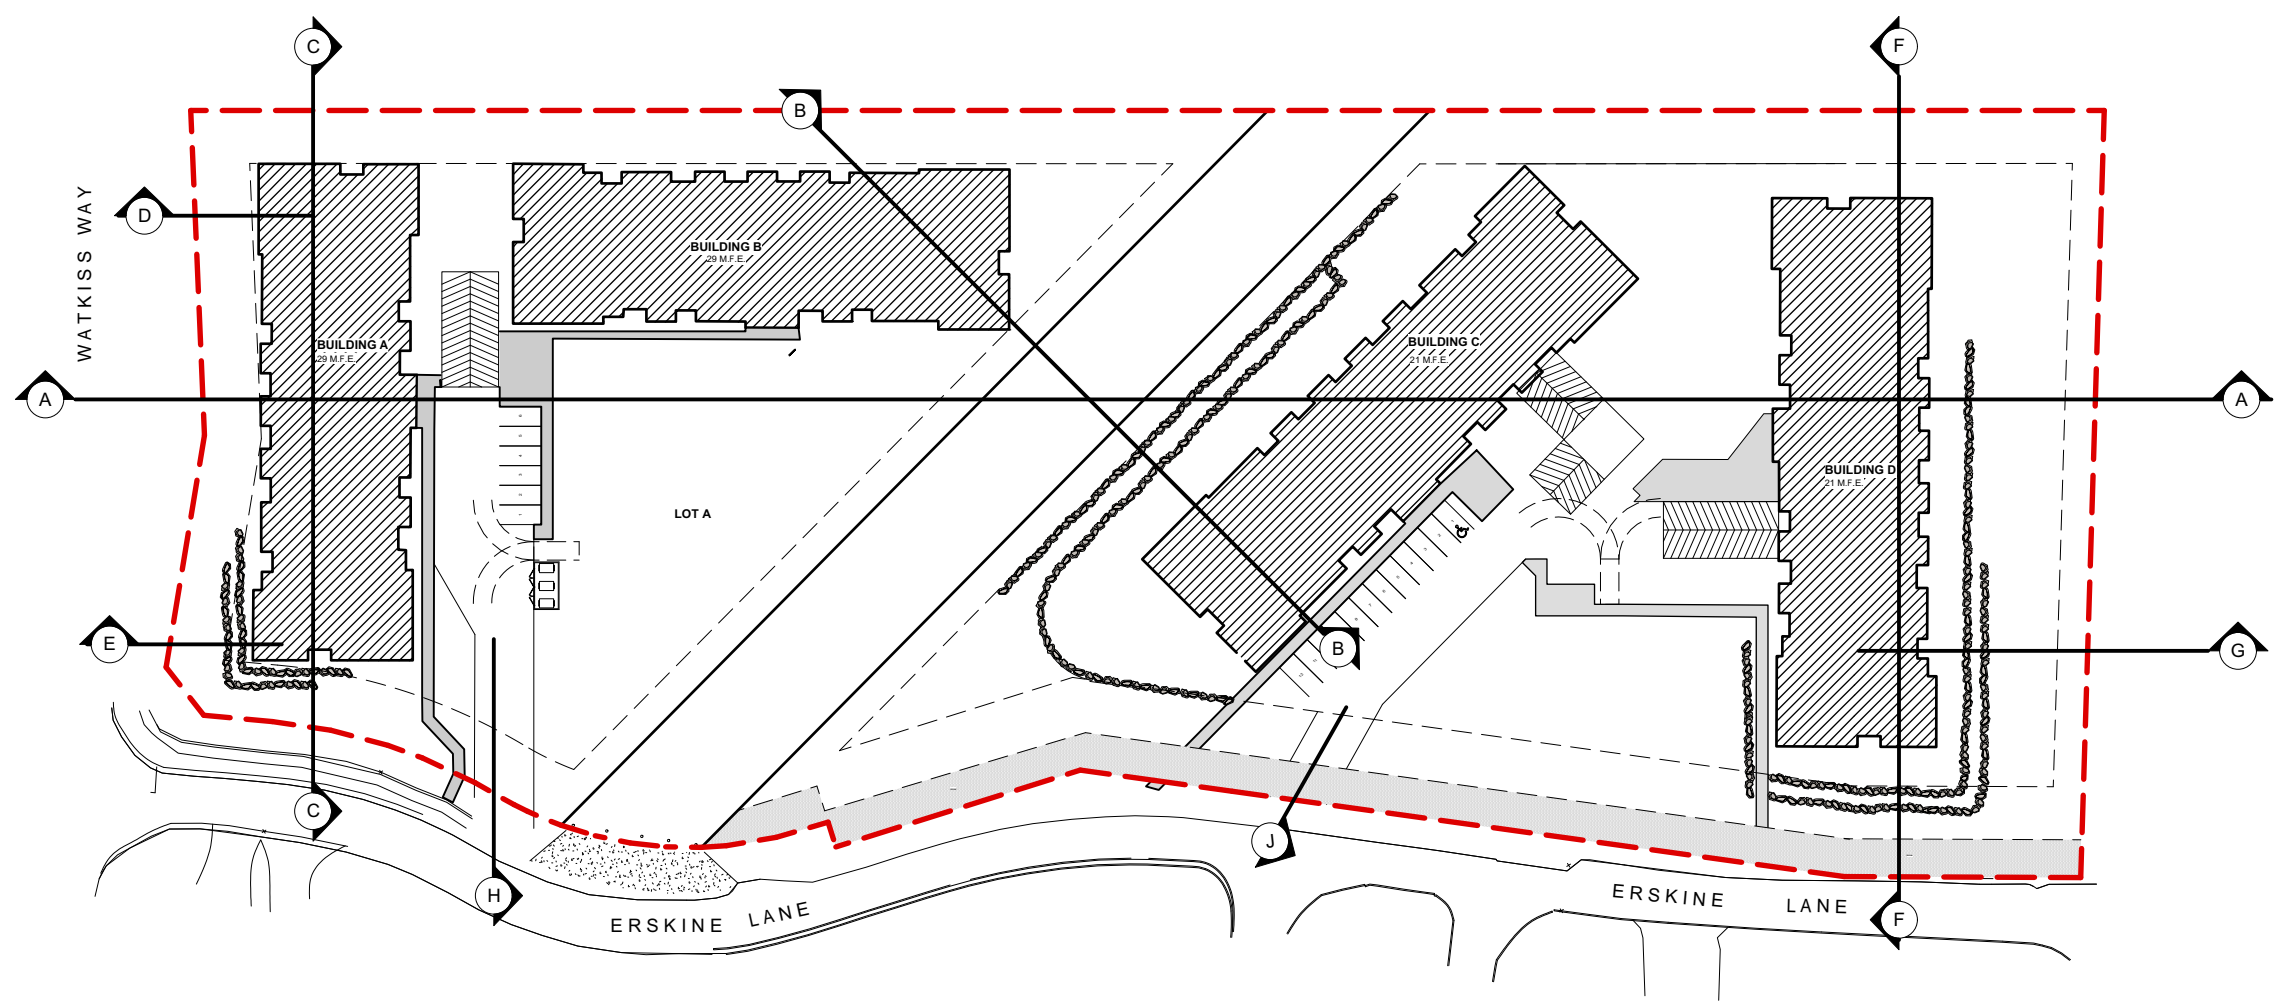 C
F
B
WATKISS WAY
D
BUILDING B
29 M.F.E.
BUILDING A
29 M.F.E.
BUILDING C
21 M.F.E.
A
A
BUILDING D
21 M.F.E.
LOT A
E
B
G
C
J
H
ERSKINE LANE
ERSKINE LANE
F